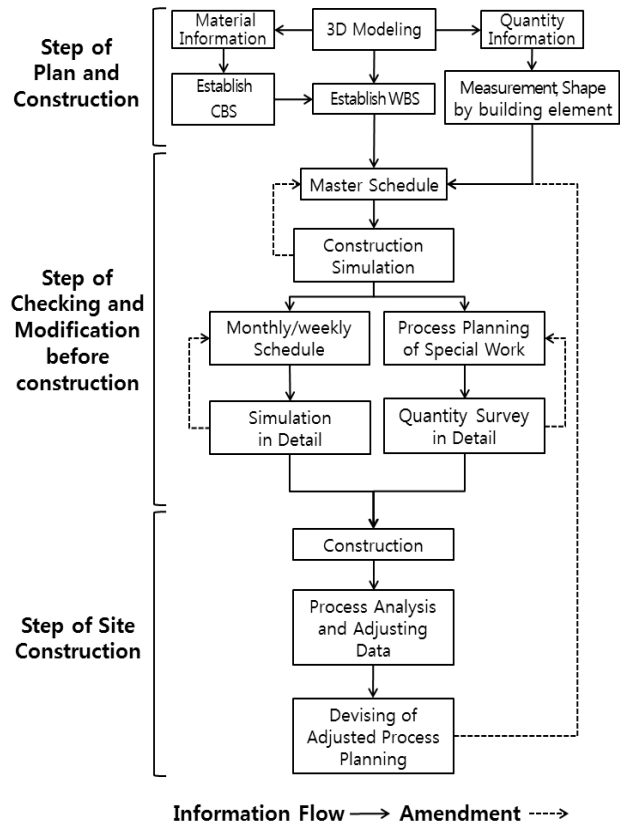 Step of
Plan and
Construction
Material
Information
3D Modeling
Quantity
Information
Establish
CBS
Establish WBS
Measurement, Shape
by building element
Step of
Checking and
Modification
before
construction
Master Schedule
Construction
Simulation
Monthly/weekly
Schedule
Process Planning
of Special Work
Simulation
in Detail
Quantity Survey
in Detail
Step of Site
Construction
Construction
Process Analysis
and Adjusting
Data
Devising of
Adjusted Process
Planning
Information Flow Amendment